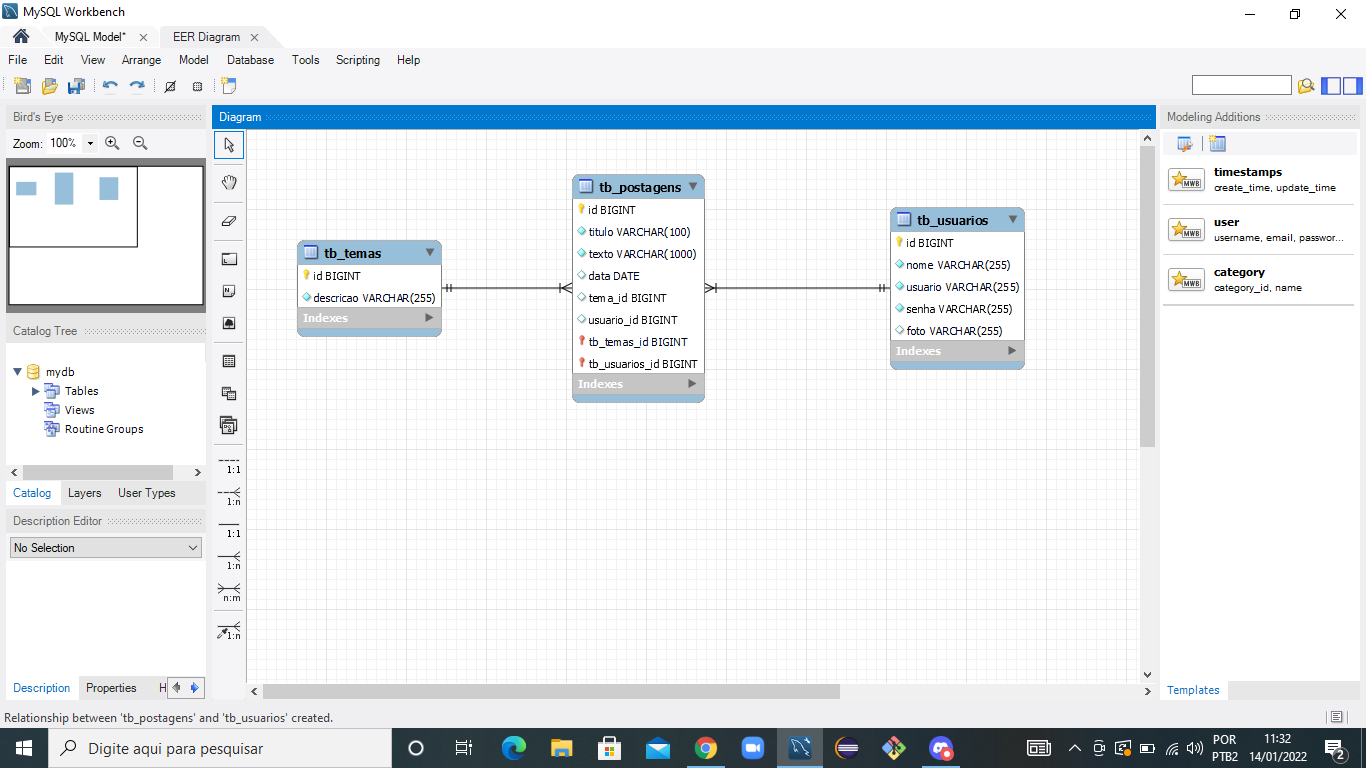 MySQL Workbench
MySQL Model*
EER Diagram
File Edit View Arrange Model Database Tools Scripting Help
Bird's Eye
Zoom: 100%
Diagram
Modeling Additions
timestamps
create_time, update_time
user
username, email, passwor...
category
category_id, name
tb_temas
id BIGINT
descricao VARCHAR(255)
Indexes
tb_postagens
id BIGINT
titulo VARCHAR(100)
texto VARCHAR(1000)
data DATE
tema_id BIGINT
usuario_id BIGINT
tb_temas_id BIGINT
tb_usuarios_id BIGINT
Indexes
tb_usuarios
id BIGINT
nome VARCHAR(255)
usuario VARCHAR(255)
senha VARCHAR(255)
foto VARCHAR(255)
Indexes
Catalog Tree
mydb
Tables
Views
Routine Groups
Catalog Layers User Types
Description Editor
No Selection
1:1
1:n
1:1
1:n
n:m
1:n
Description Properties H
Templates
Relationship between 'tb_postagens' and 'tb_usuarios' created.
Digite aqui para pesquisar
POR
PTB2
11:32
14/01/2022
2